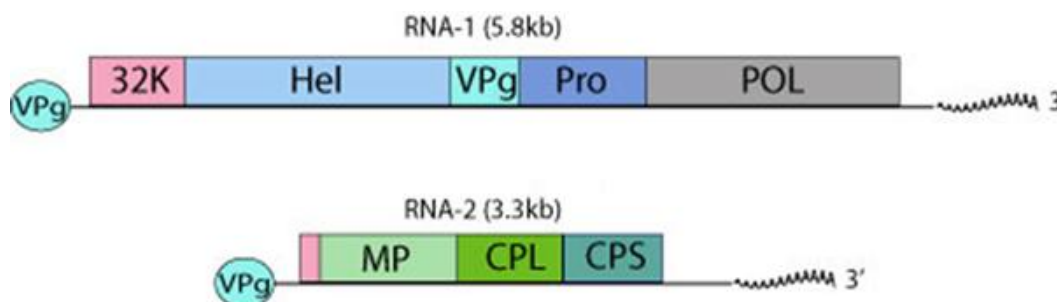 RNA-1 (5.8kb)
VPg 32K Hel VPg Pro POL 3
RNA-2 (3.3kb)
VPg MP CPL CPS 3′